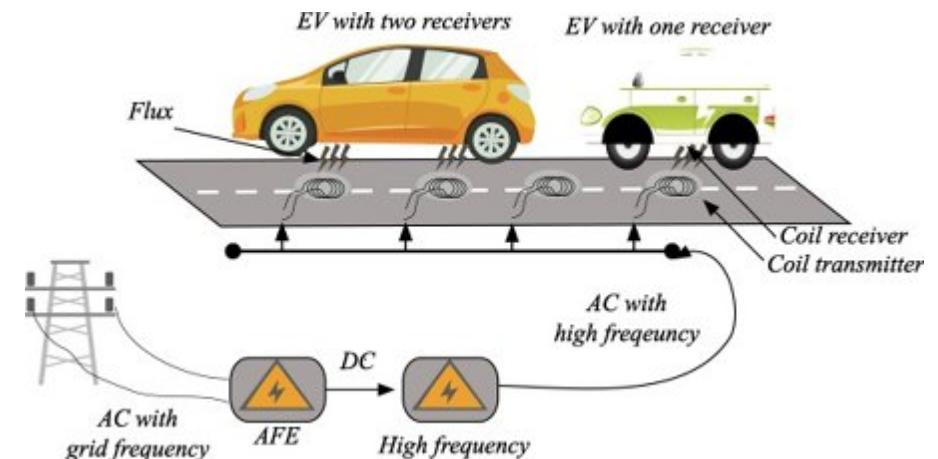 EV with two receivers
EV with one receiver
Flux
Coil receiver
Coil transmitter
AC with
high freqeuncy
DC
AC with
grid frequency
AFE
High frequency